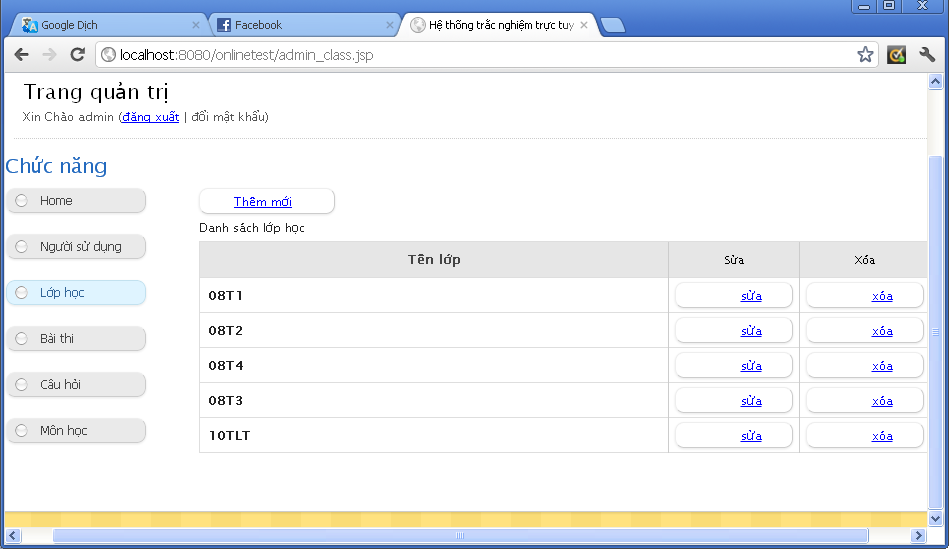 Google Dịch
Facebook
Hệ thống trắc nghiệm trực tuy
localhost:8080/onlinetest/admin_class.jsp
Trang quản trị
Xin Chào admin (đăng xuất | đổi mật khẩu)
Chức năng
Home
Người sử dụng
Lớp học
Bài thi
Câu hỏi
Môn học
Thêm mới
Danh sách lớp học
Tên lớp Sửa Xóa
08T1 sửa xóa
08T2 sửa xóa
08T4 sửa xóa
08T3 sửa xóa
10TLT sửa xóa